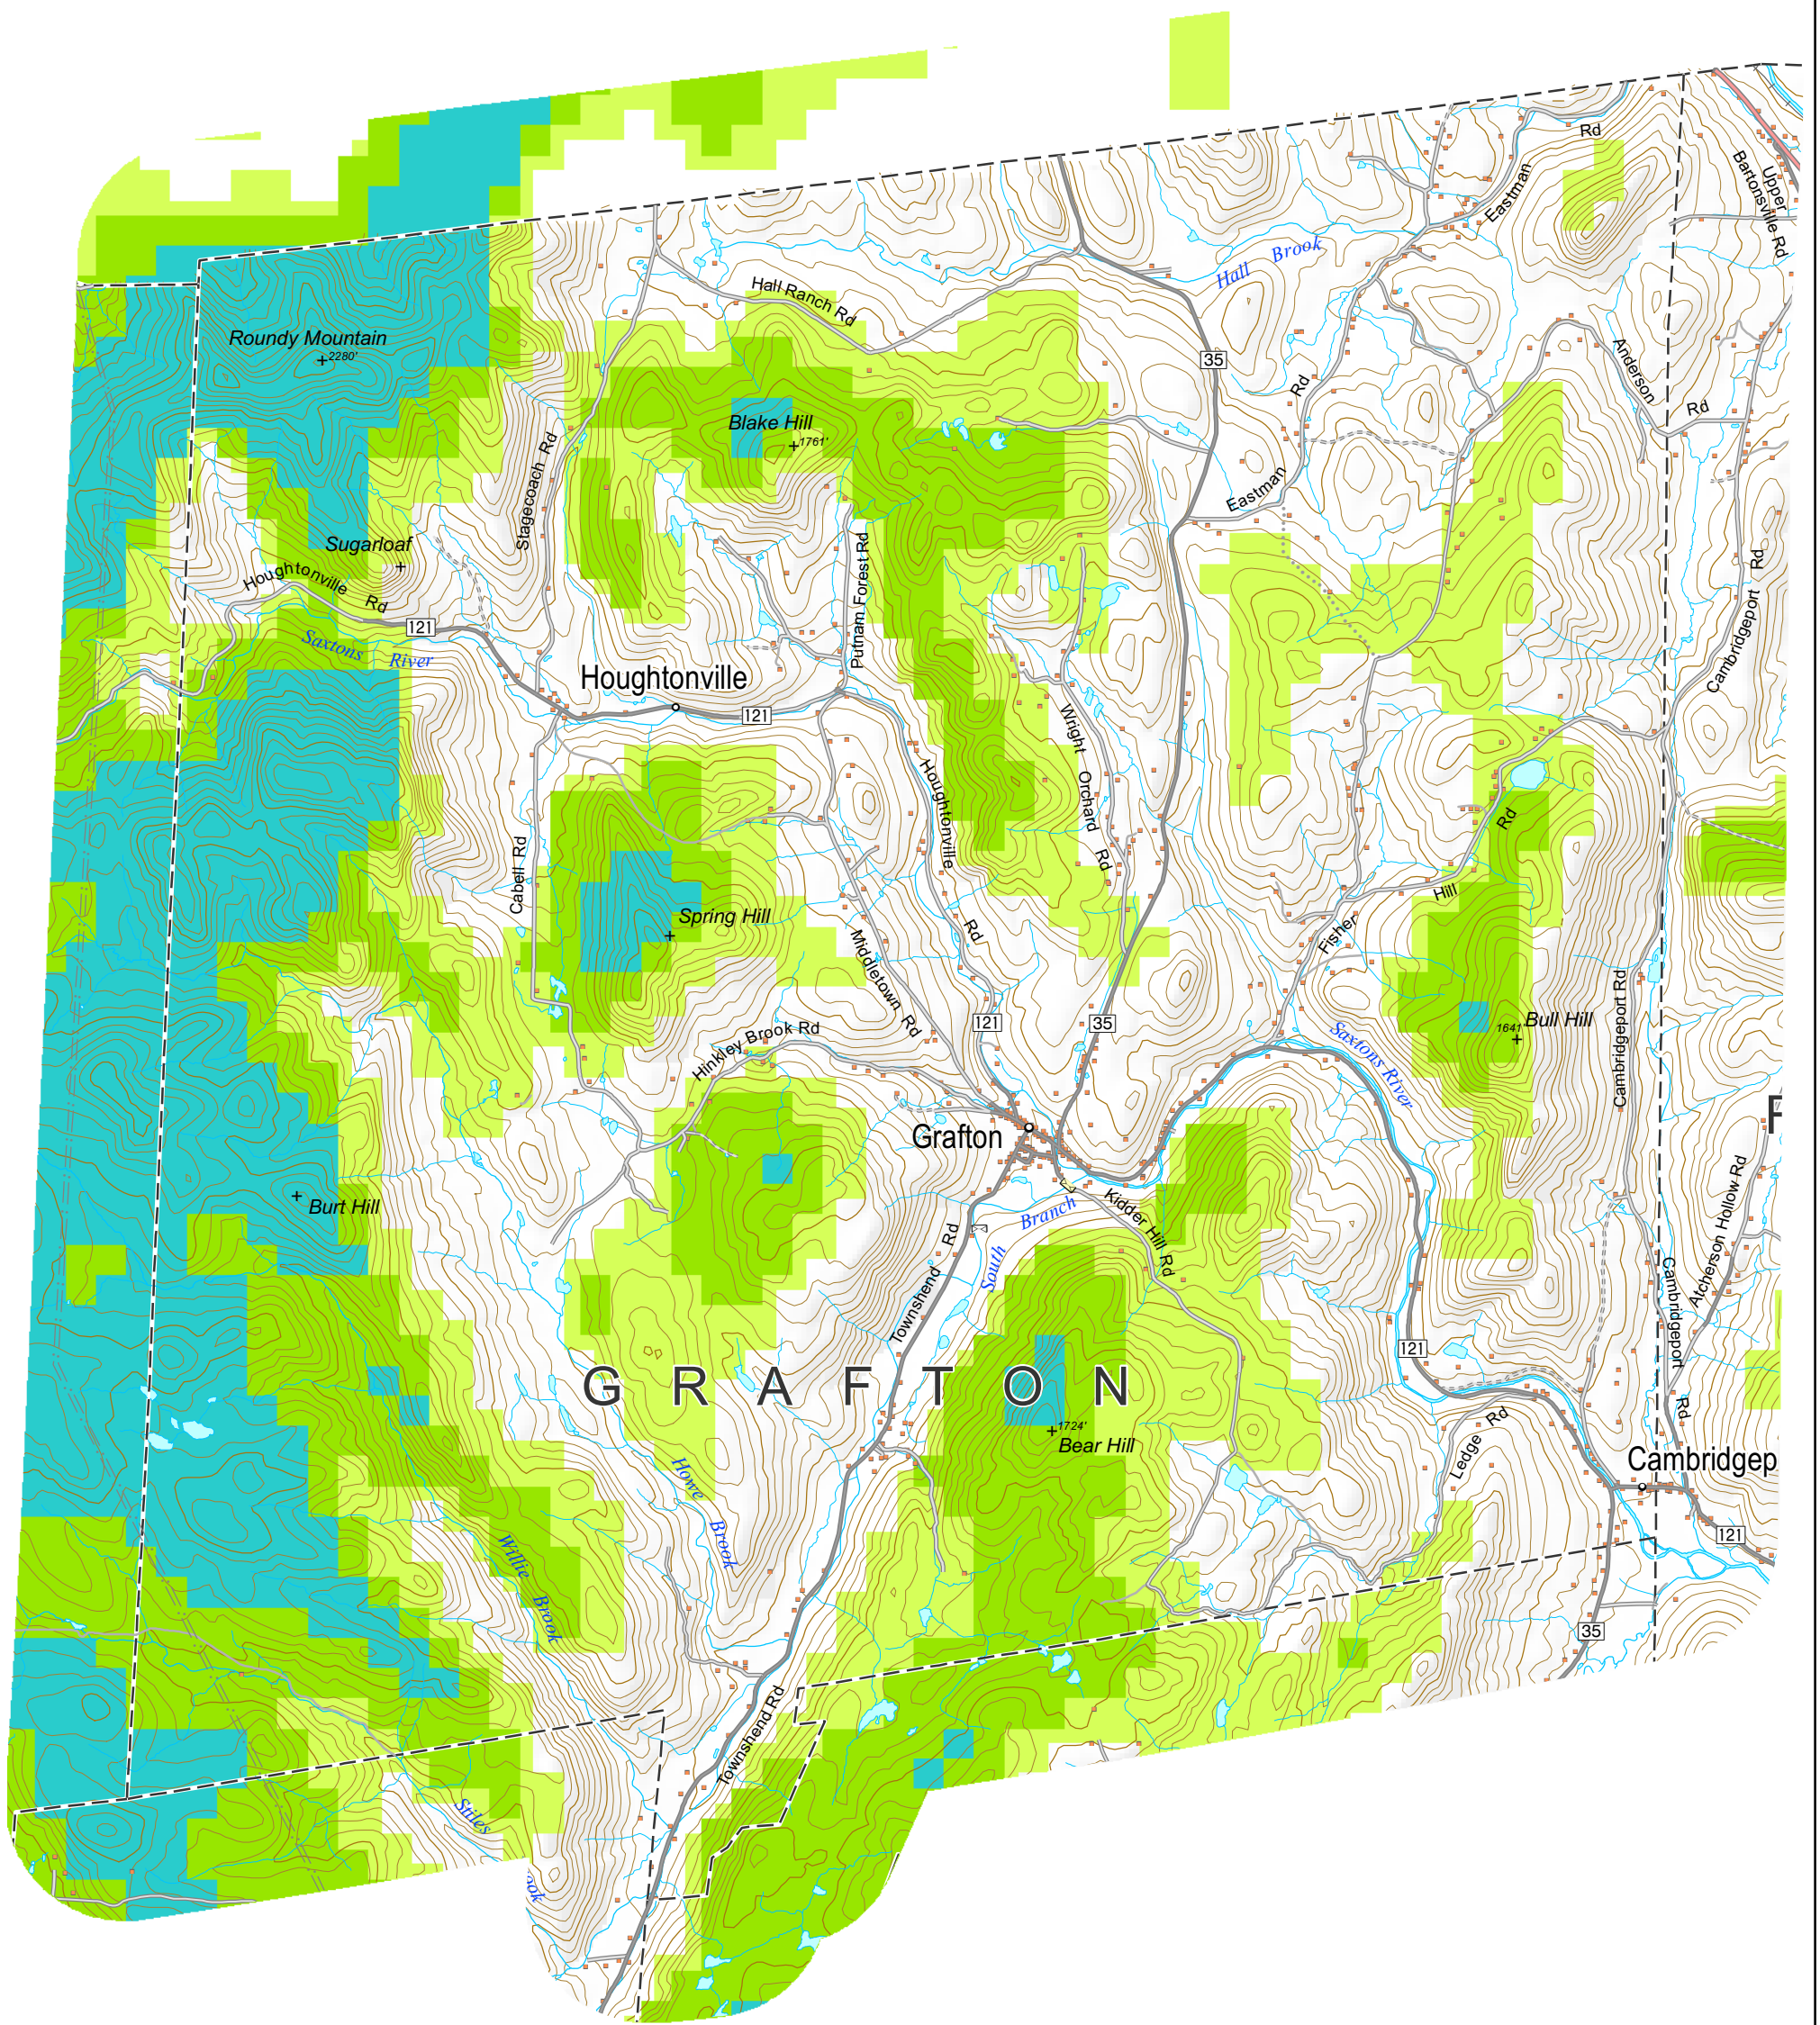 Rd
Upper
Bartonsville Rd
Eastman
Hall Brook
Hall Ranch Rd
Roundy Mountain
2280'
35
Anderson
Rd
Rd
Blake Hill
1761'
Stagecoach Rd
Eastman
Sugarloaf
Houghtonville Rd
121
Putnam Forest Rd
Cambridgeport Rd
Saxtons River
Houghtonville
121
Wright Orchard Rd
Houghtonville Rd
Rd
Cabell Rd
Hill
Spring Hill
Fisher
Middletown Rd
Cambridgeport Rd
121
35
1641'
Bull Hill
Hinkley Brook Rd
Saxtons River
Grafton
F
Burt Hill
Branch
South
Kidder Hill Rd
Atcherson Hollow Rd
Townshend Rd
Cambridgeport Rd
121
GRAFTON
1724'
Bear Hill
Ledge Rd
Howe Brook
Cambridgep
121
Willie Brook
35
Townshend Rd
Stiles
ook